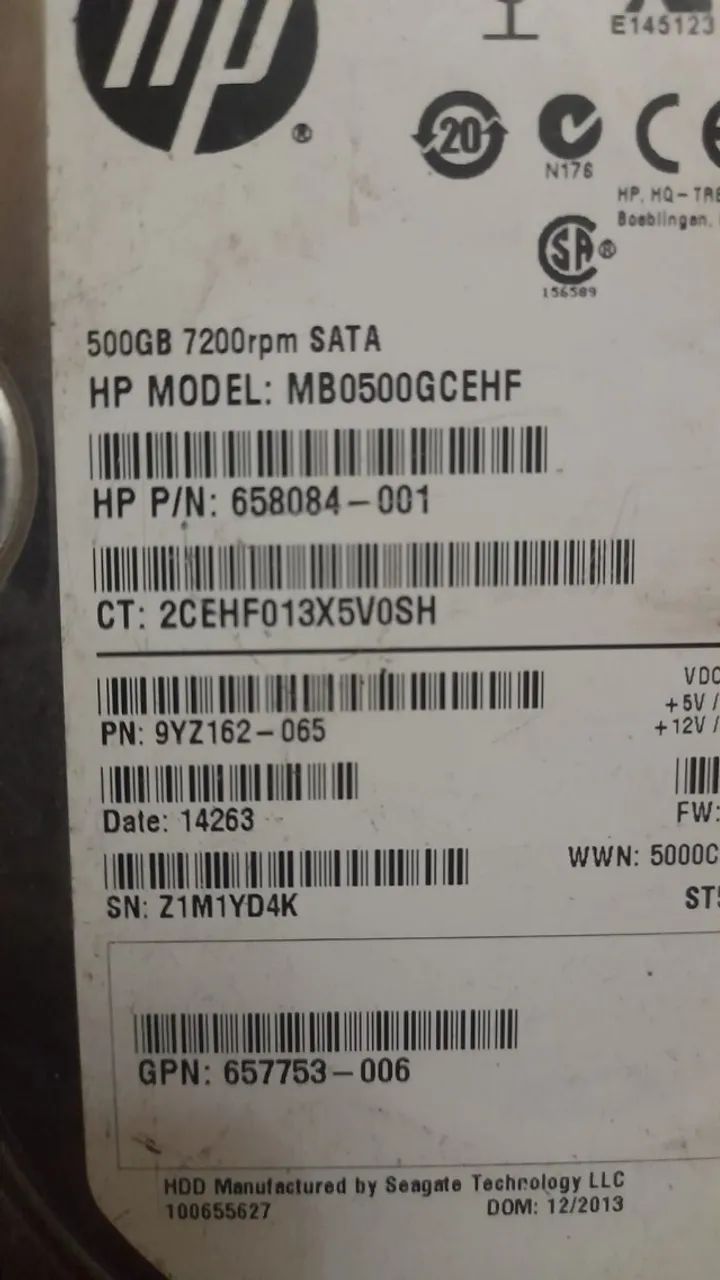 hp
®
E145123
20
N176
CE
HP, HQ-TRE
Boeblingen,
SA®
156589
500GB 7200rpm SATA
HP MODEL: MB0500GCEHF
HP P/N: 658084-001
CT: 2CEHF013X5V0SH
VDC
+5V /
+12V /
PN: 9YZ162-065
Date: 14263
FW:
WWN: 5000C
SN: Z1M1YD4K
ST5
GPN: 657753-006
HDD Manufactured by Seagate Technology LLC
100655627 DOM: 12/2013